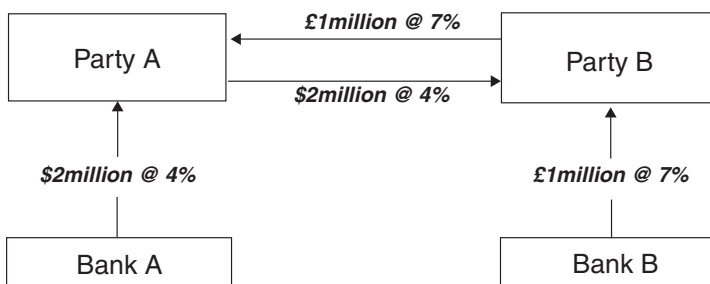 £1million @ 7%
Party A
Party B
$2million @ 4%
$2million @ 4%
£1million @ 7%
Bank A
Bank B